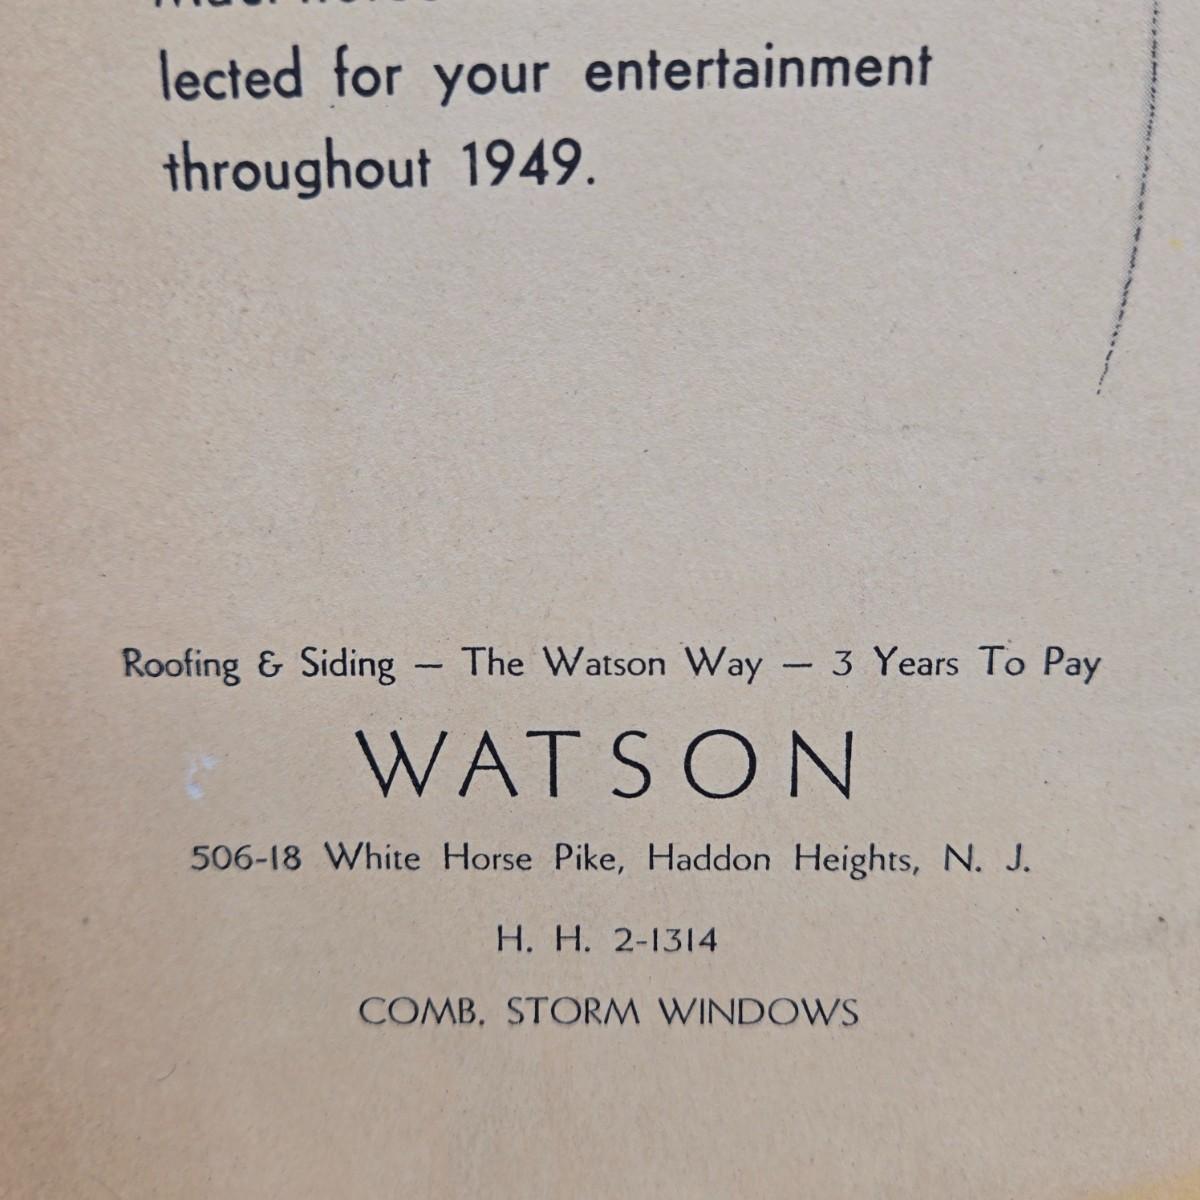 lected for your entertainment
throughout 1949.
Roofing & Siding — The Watson Way — 3 Years To Pay
WATSON
506-18 White Horse Pike, Haddon Heights, N. J.
H. H. 2-1314
COMB. STORM WINDOWS